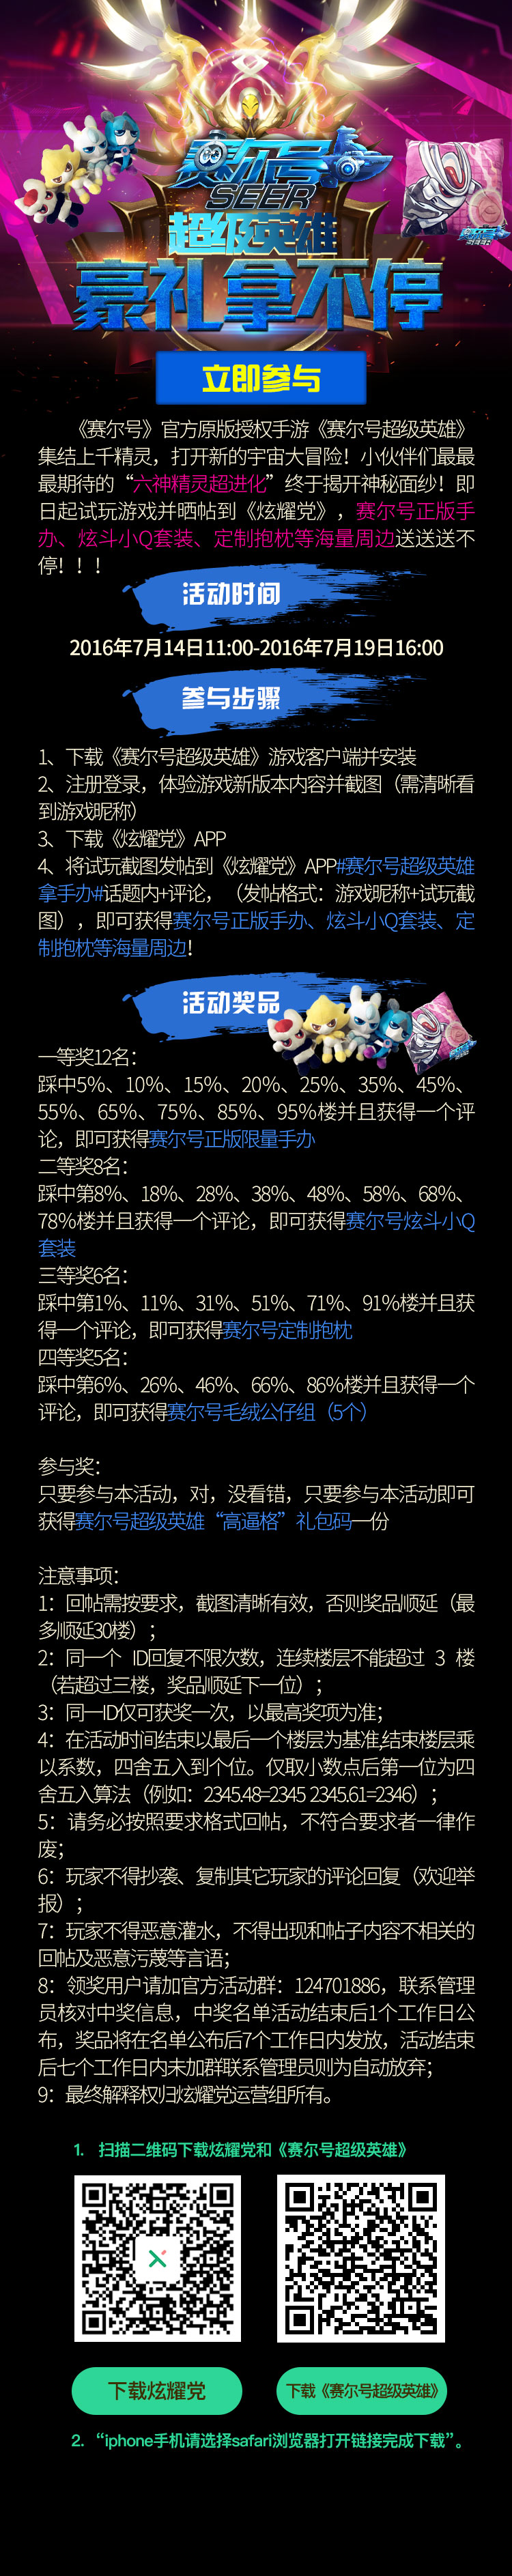 赛尔号
SEER
赛尔号
SEER
超级英雄
豪礼拿不停
立即参与
《赛尔号》官方原版授权手游《赛尔号超级英雄》
集结上千精灵，打开新的宇宙大冒险！小伙伴们最最
最期待的“六神精灵超进化”终于揭开神秘面纱！即
日起试玩游戏并晒帖到《炫耀党》，赛尔号正版手
办、炫斗小Q套装、定制抱枕等海量周边送送送不
停！！！
活动时间
2016年7月14日11:00-2016年7月19日16:00
参与步骤
1、下载《赛尔号超级英雄》游戏客户端并安装
2、注册登录，体验游戏新版本内容并截图（需清晰看
到游戏昵称）
3、下载《炫耀党》APP
4、将试玩截图发帖到《炫耀党》APP#赛尔号超级英雄
拿手办#话题内+评论，（发帖格式：游戏昵称+试玩截
图），即可获得赛尔号正版手办、炫斗小Q套装、定
制抱枕等海量周边！
活动奖品
一等奖12名：
踩中5%、10%、15%、20%、25%、35%、45%、
55%、65%、75%、85%、95%楼并且获得一个评
论，即可获得赛尔号正版限量手办
二等奖8名：
踩中第8%、18%、28%、38%、48%、58%、68%、
78%楼并且获得一个评论，即可获得赛尔号炫斗小Q
套装
三等奖6名：
踩中第1%、11%、31%、51%、71%、91%楼并且获
得一个评论，即可获得赛尔号定制抱枕
四等奖5名：
踩中第6%、26%、46%、66%、86%楼并且获得一个
评论，即可获得赛尔号毛绒公仔组（5个）
参与奖：
只要参与本活动，对，没看错，只要参与本活动即可
获得赛尔号超级英雄“高逼格”礼包码一份
注意事项：
1：回帖需按要求，截图清晰有效，否则奖品顺延（最
多顺延30楼）；
2：同一个 ID回复不限次数，连续楼层不能超过 3 楼
（若超过三楼，奖品顺延下一位）；
3：同一ID仅可获奖一次，以最高奖项为准；
4：在活动时间结束以最后一个楼层为基准,结束楼层乘
以系数，四舍五入到个位。仅取小数点后第一位为四
舍五入算法（例如：2345.48=2345 2345.61=2346）；
5：请务必按照要求格式回帖，不符合要求者一律作
废；
6：玩家不得抄袭、复制其它玩家的评论回复（欢迎举
报）；
7：玩家不得恶意灌水，不得出现和帖子内容不相关的
回帖及恶意污蔑等言语；
8：领奖用户请加官方活动群：124701886，联系管理
员核对中奖信息，中奖名单活动结束后1个工作日公
布，奖品将在名单公布后7个工作日内发放，活动结束
后七个工作日内未加群联系管理员则为自动放弃；
9：最终解释权归炫耀党运营组所有。
1. 扫描二维码下载炫耀党和《赛尔号超级英雄》
下载炫耀党
下载《赛尔号超级英雄》
2. “iphone手机请选择safari浏览器打开链接完成下载”。